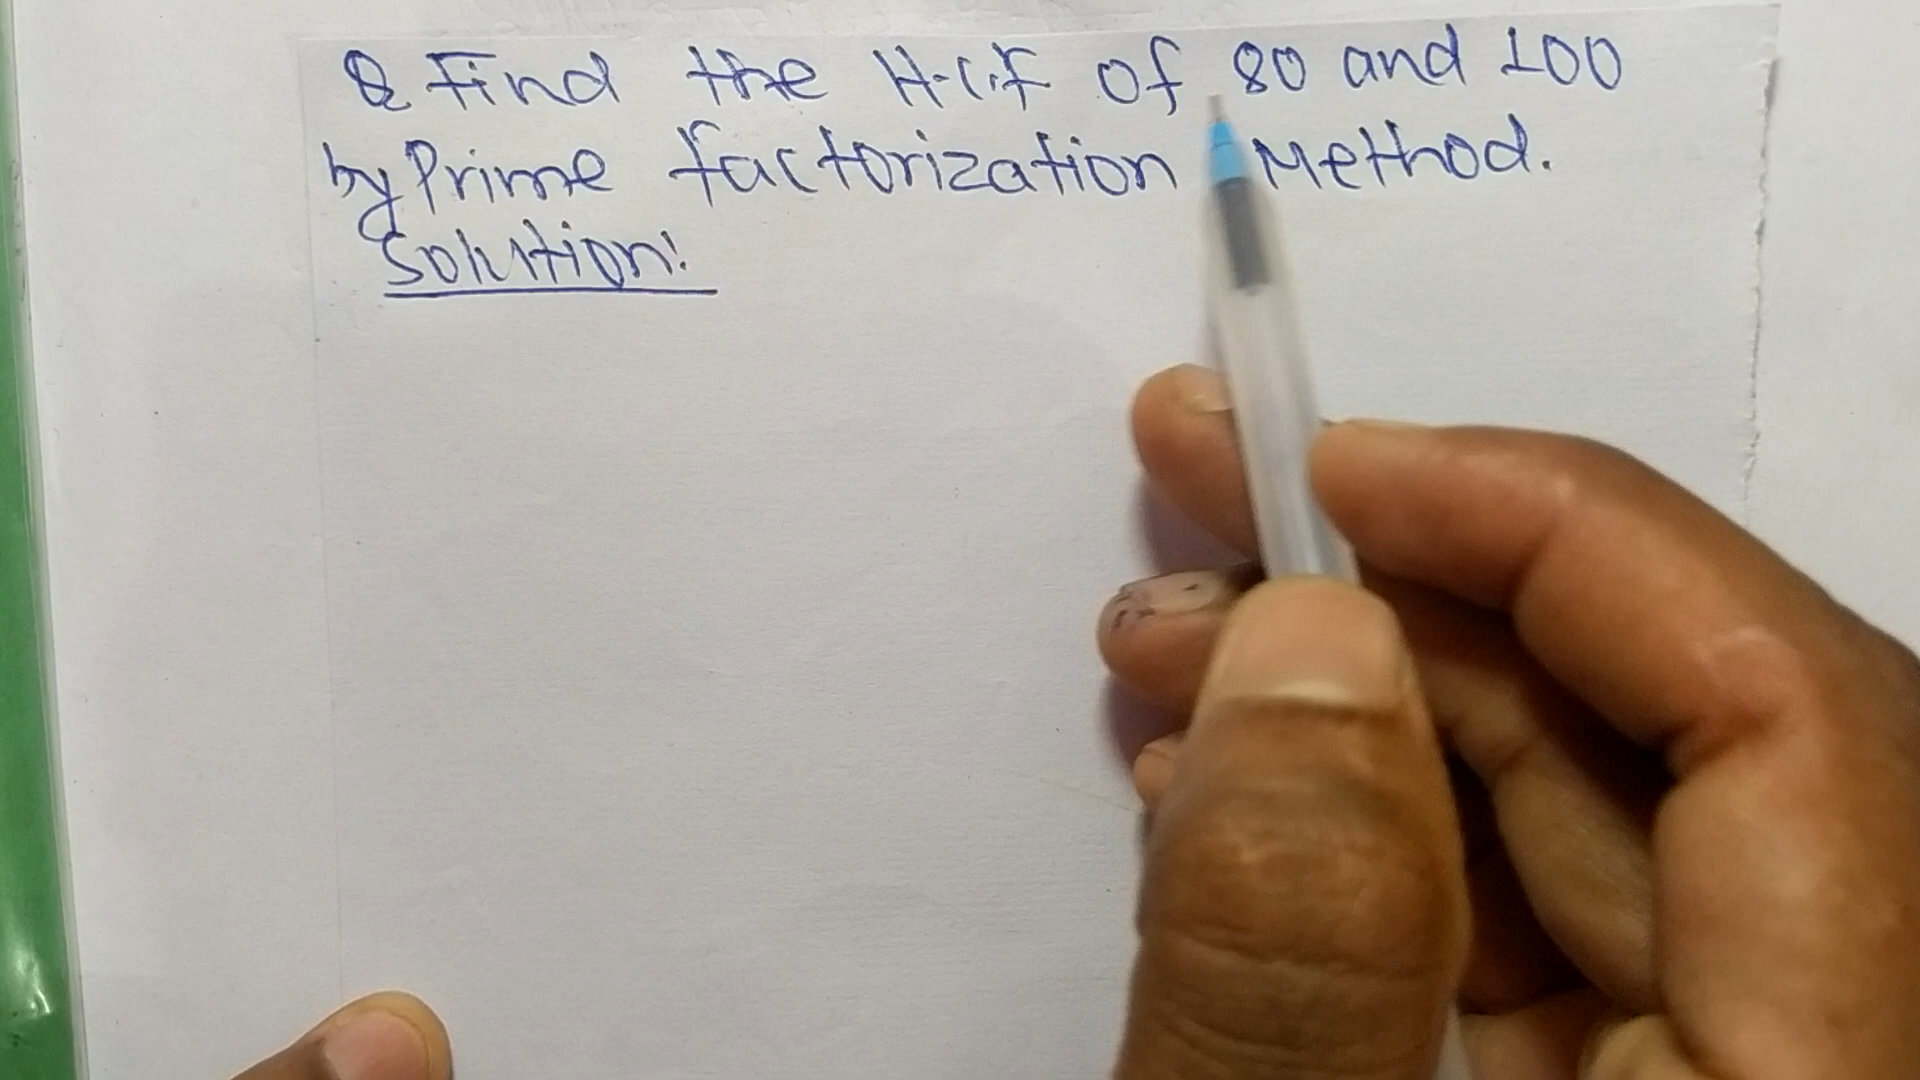 Q Find the H.C.F of 80 and 100
by Prime factorization Method.
Solution: